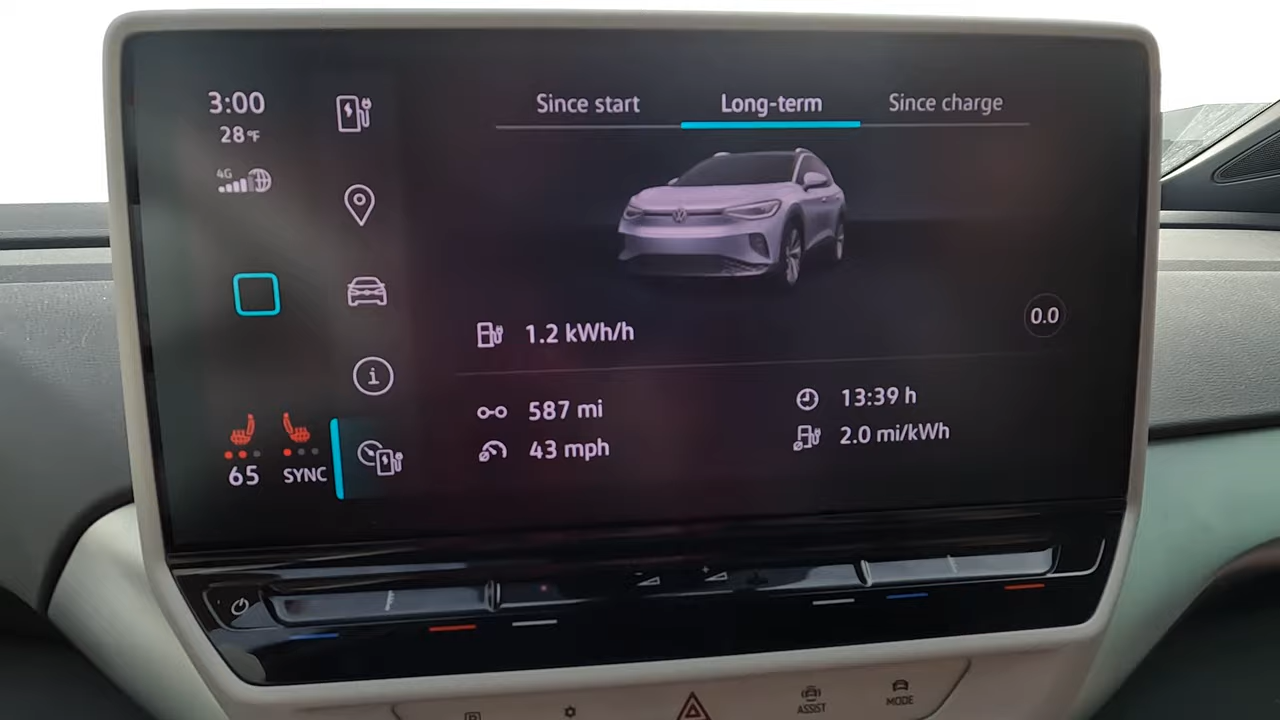 3:00
28°F
4G
Since start
Long-term
Since charge
1.2 kWh/h
0.0
587 mi
13:39 h
43 mph
2.0 mi/kWh
65
SYNC
ASSIST
MODE